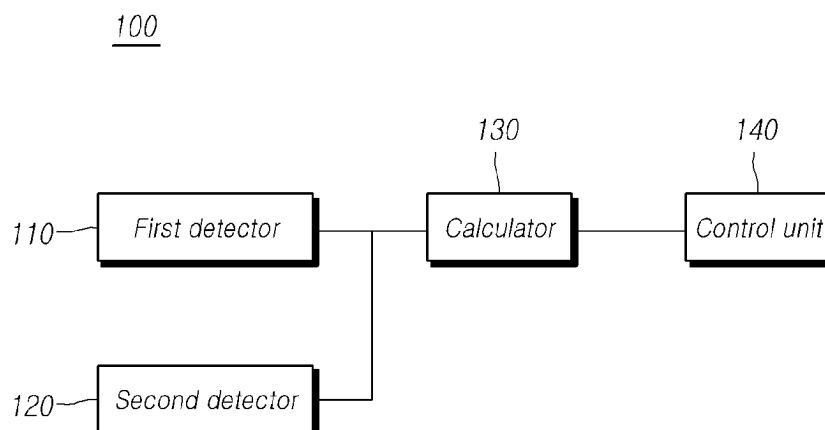 100
130
140
110
First detector
Calculator
Control unit
120
Second detector